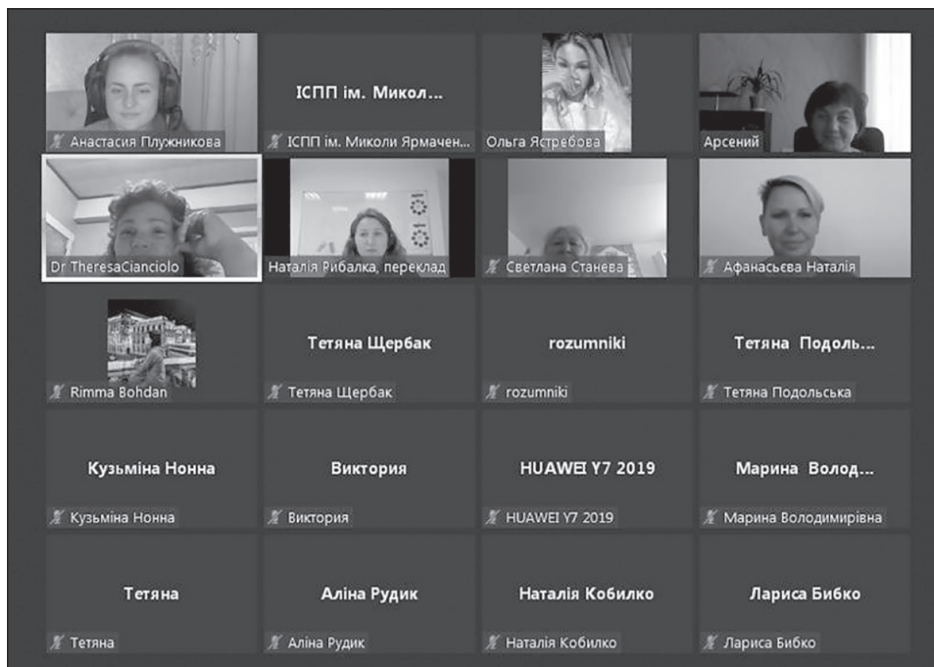 Анастасия Плужникова
ІСПП ім. Микол...
ІСПП ім. Миколи Ярмачен...
Ольга Ястребова
Арсений
Dr TheresaCianciolo
Наталія Рибалка, переклад
Светлана Станева
Афанасьєва Наталія
Rimma Bohdan
Тетяна Щербак
Тетяна Щербак
rozumniki
rozumniki
Тетяна Подоль...
Тетяна Подольська
Кузьміна Нонна
Кузьміна Нонна
Виктория
Виктория
HUAWEI Y7 2019
HUAWEI Y7 2019
Марина Волод...
Марина Володимирівна
Тетяна
Тетяна
Аліна Рудик
Аліна Рудик
Наталія Кобилко
Наталія Кобилко
Лариса Бибко
Лариса Бибко